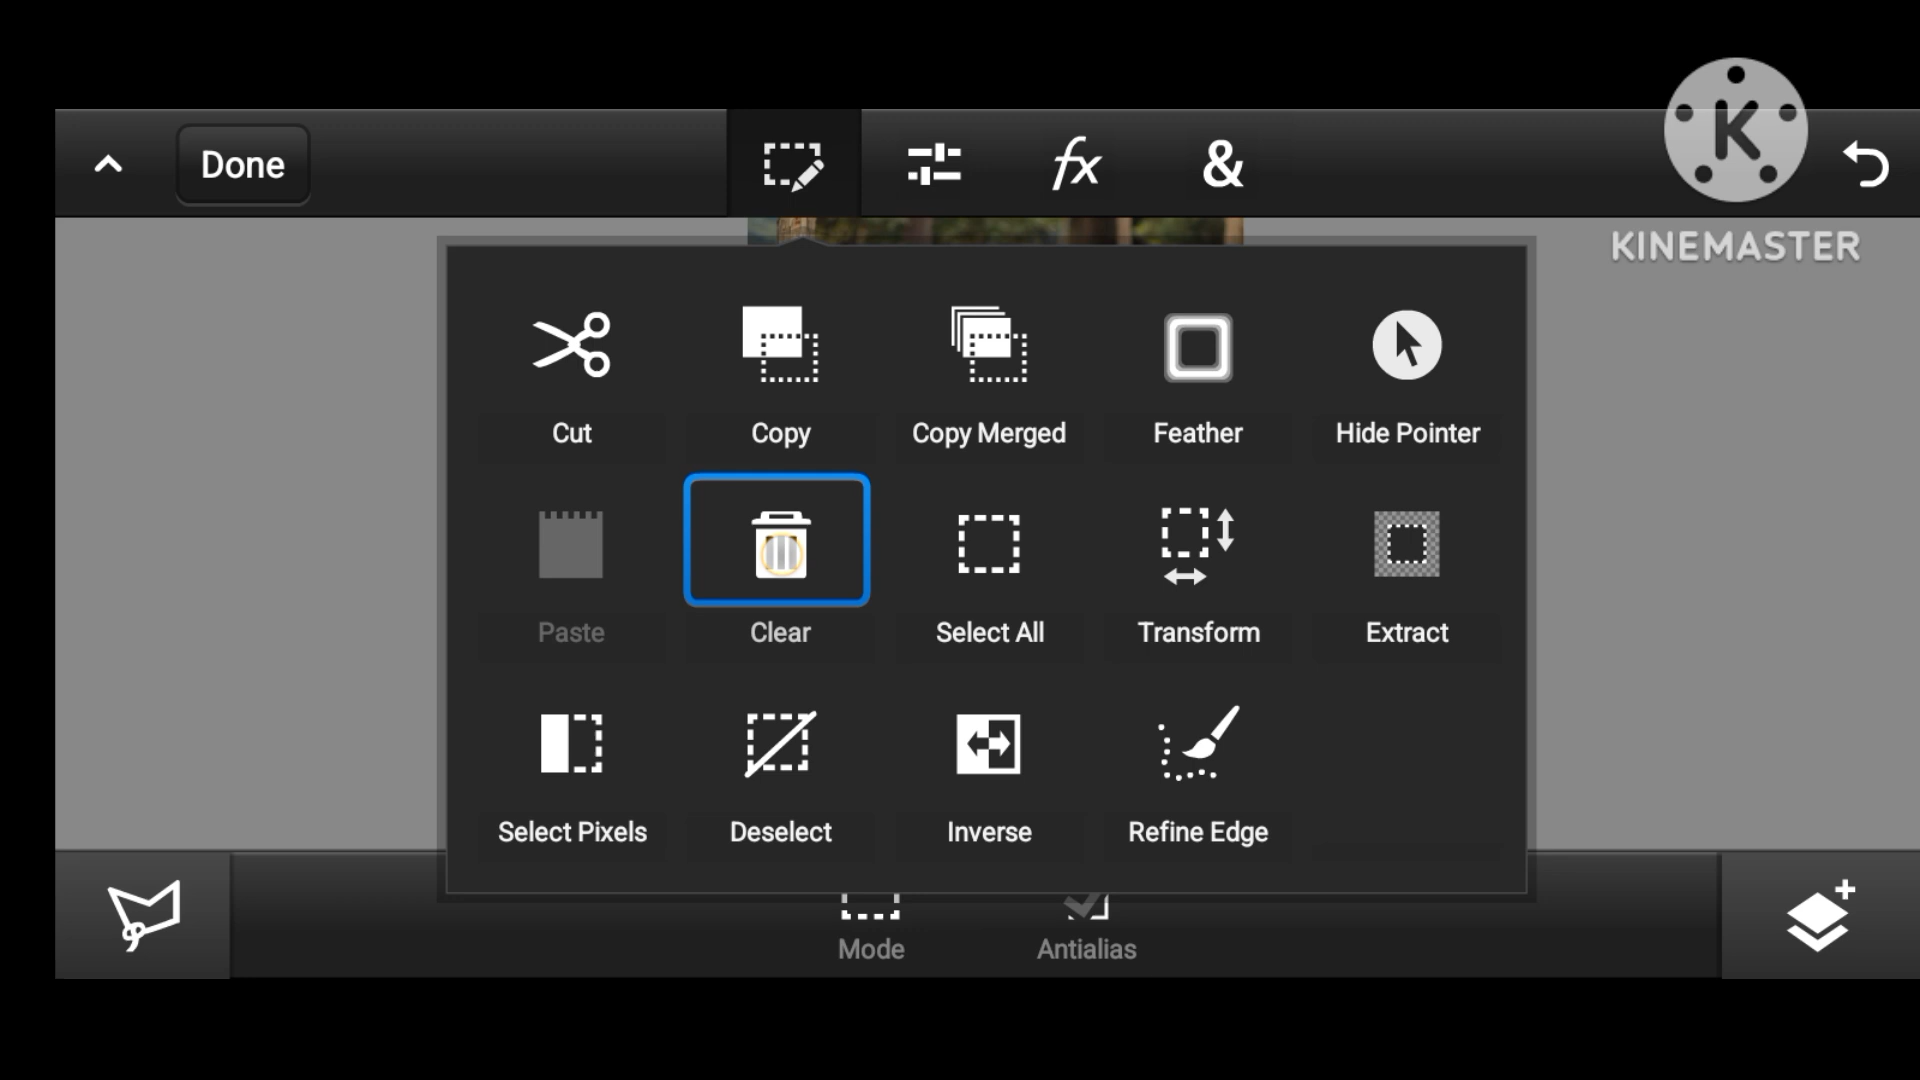 Done
fx
&
K
KINEMASTER
Cut
Copy
Copy Merged
Feather
Hide Pointer
Paste
Clear
Select All
Transform
Extract
Select Pixels
Deselect
Inverse
Refine Edge
Mode
Antialias